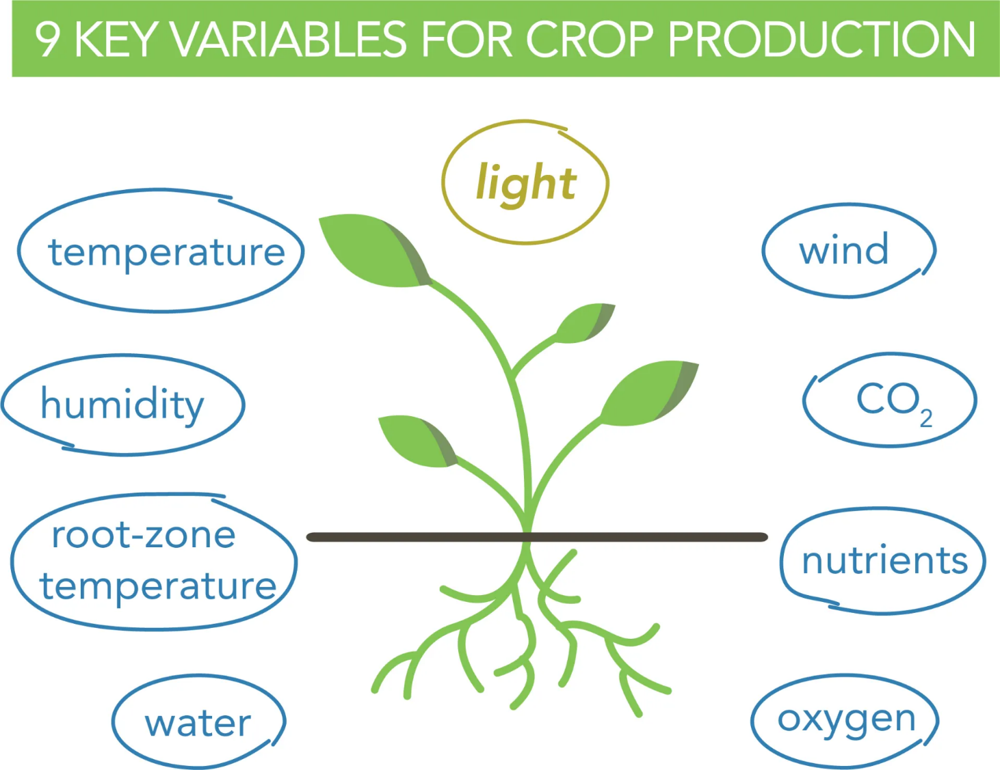 9 KEY VARIABLES FOR CROP PRODUCTION
light
temperature
wind
humidity
CO₂
root-zone
temperature
nutrients
water
oxygen